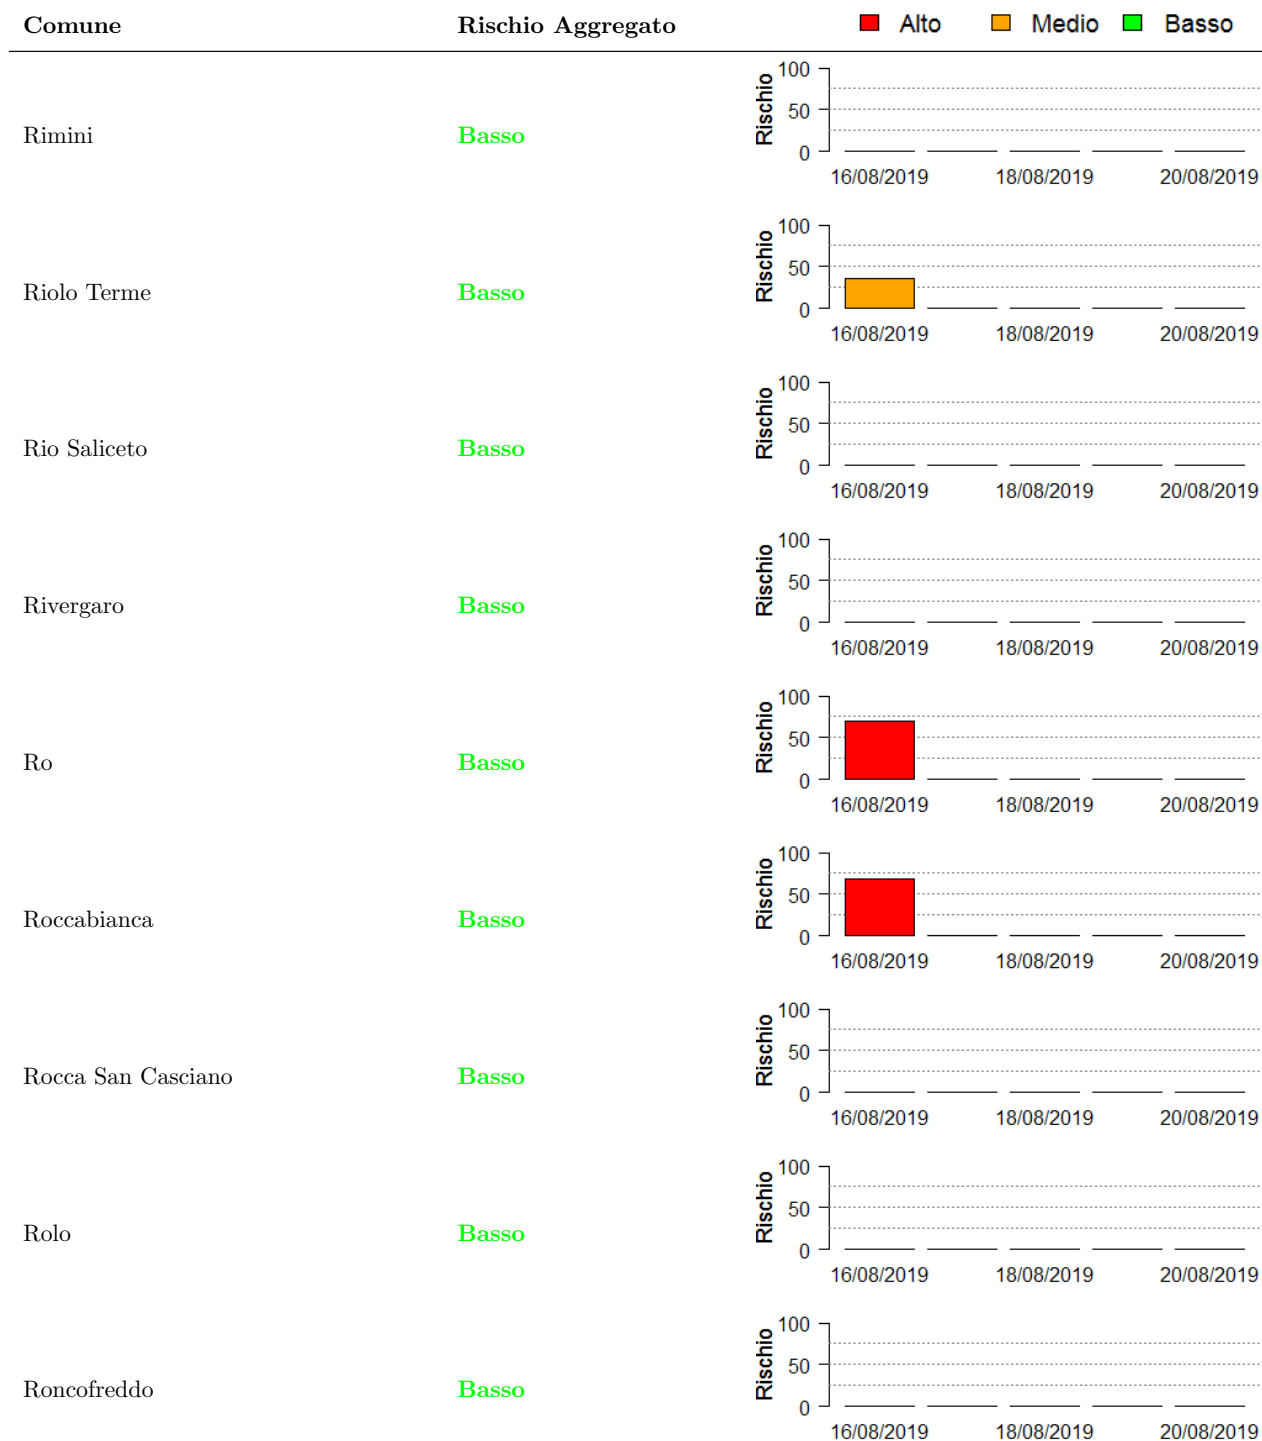 Comune Rischio Aggregato Alto Medio Basso
100
Rischio
50
Rimini Basso
0
16/08/2019 18/08/2019 20/08/2019
100
Rischio
50
Riolo Terme Basso
0
16/08/2019 18/08/2019 20/08/2019
100
Rischio
50
Rio Saliceto Basso
0
16/08/2019 18/08/2019 20/08/2019
100
Rischio
50
Rivergaro Basso
0
16/08/2019 18/08/2019 20/08/2019
100
Rischio
50
Ro Basso
0
16/08/2019 18/08/2019 20/08/2019
100
Rischio
50
Roccabianca Basso
0
16/08/2019 18/08/2019 20/08/2019
100
Rischio
50
Rocca San Casciano Basso
0
16/08/2019 18/08/2019 20/08/2019
100
Rischio
50
Rolo Basso
0
16/08/2019 18/08/2019 20/08/2019
100
Rischio
50
Roncofreddo Basso
0
16/08/2019 18/08/2019 20/08/2019